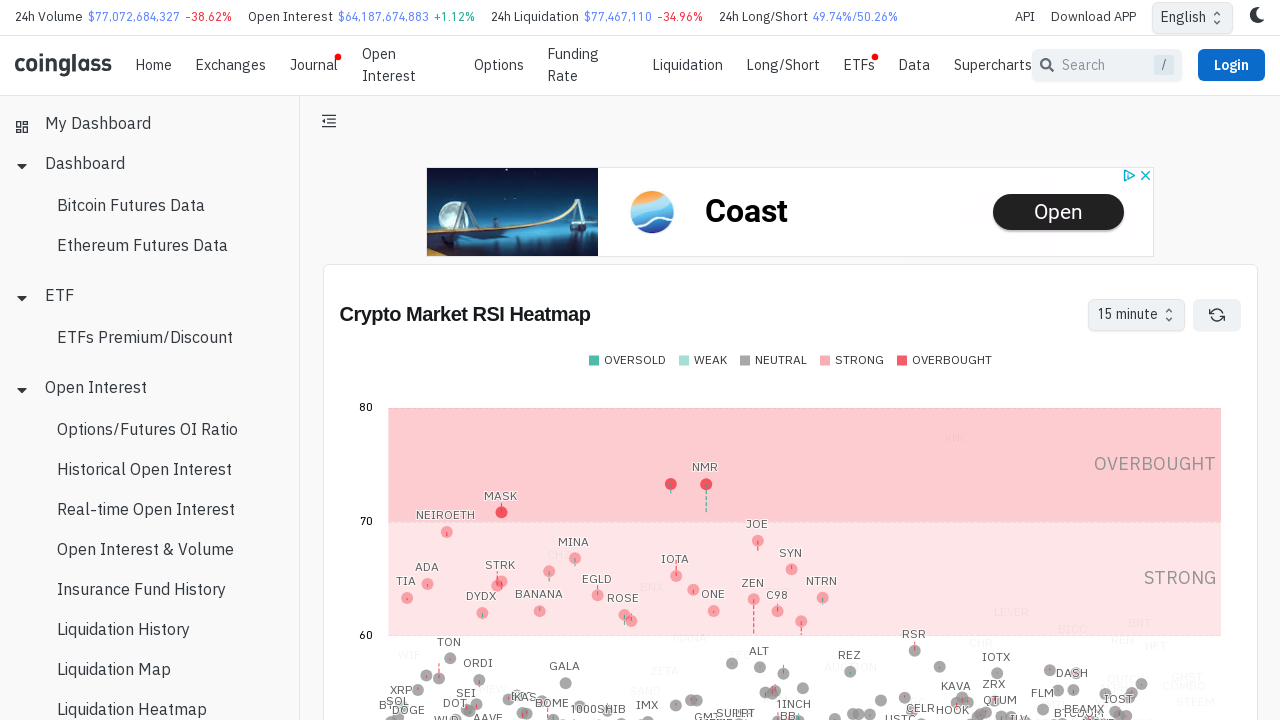 24h Volume $77,072,684,327 -38.62% Open Interest $64,187,674,883 +1.12% 24h Liquidation $77,467,110 -34.96% 24h Long/Short 49.74%/50.26% API Download APP English
coinglass Home Exchanges Journal Open Interest Options Funding Rate Liquidation Long/Short ETFs Data Supercharts Search / Login
My Dashboard
Dashboard
Bitcoin Futures Data
Ethereum Futures Data
ETF
ETFs Premium/Discount
Open Interest
Options/Futures OI Ratio
Historical Open Interest
Real-time Open Interest
Open Interest & Volume
Insurance Fund History
Liquidation History
Liquidation Map
Liquidation Heatmap
Coast Open
Crypto Market RSI Heatmap 15 minute
OVERSOLD WEAK NEUTRAL STRONG OVERBOUGHT
80
OVERBOUGHT
NMR
MASK
NEIROETH
70
JOE
MINA
SYN
IOTA
STRK
ADA
STRONG
TIA
EGLD
ZEN
NTRN
DYDX
BANANA
ROSE
ONE
C98
60
RSR
TON
ALT
REZ
IOTX
ORDI
GALA
DASH
XRP
SEI
KAVA
ZRX
FLM
SOL
DOT
KAS
BOME
1000SHIB
IMX
1INCH
CELR
HOOK
QTUM
IOST
DOGE
BEAMX
AAVE